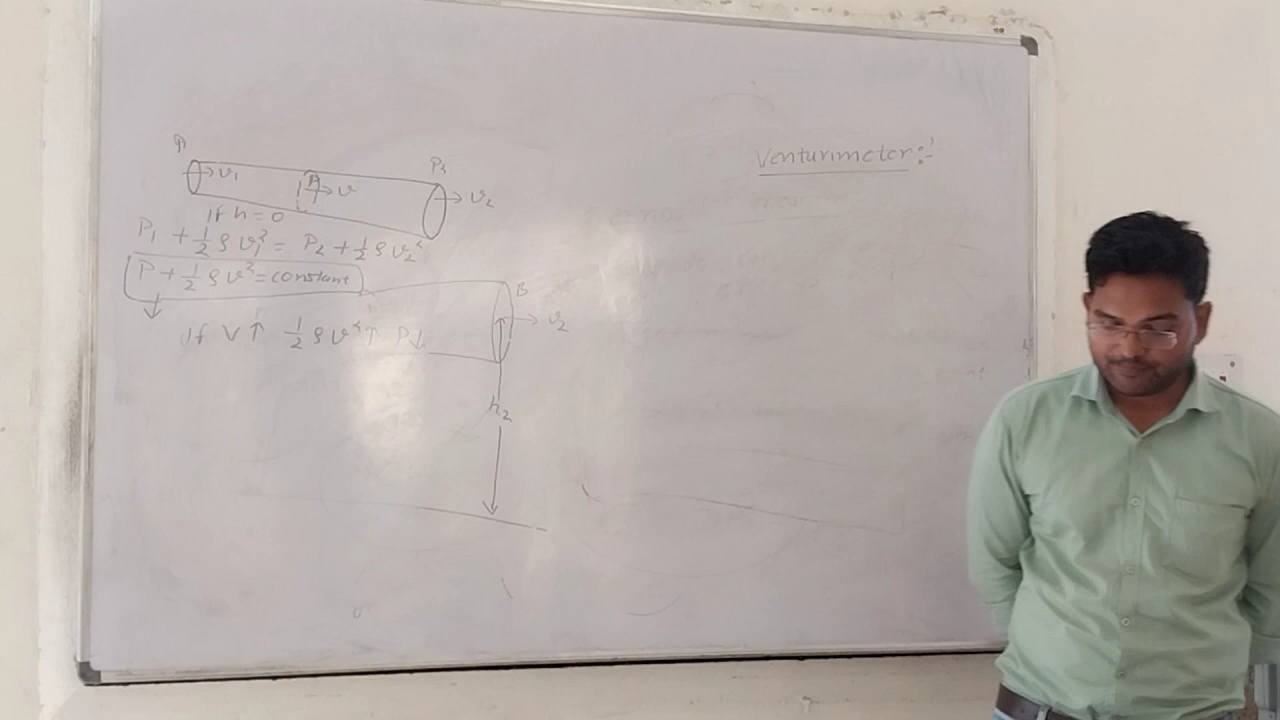 P₁ P₂
v₁ A v v₂
If h = 0
P₁ + 1/2 ρ v₁² = P₂ + 1/2 ρ v₂²
P + 1/2 ρ v² = constant
B
v₂
If V↑ 1/2 ρ v² ↑ P↓
h₂
Venturimeter :-